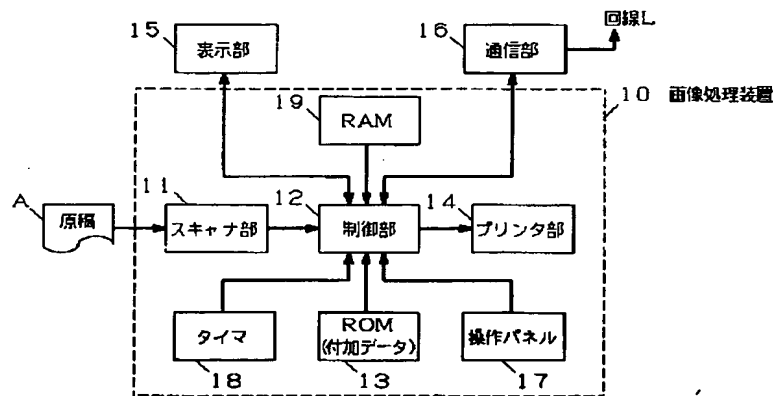 回線L
15
表示部
16
通信部
10 画像処理装置
19
RAM
A
原稿
11
スキャナ部
12
制御部
14
プリンタ部
タイマ
18
ROM
(付加データ)
13
操作パネル
17